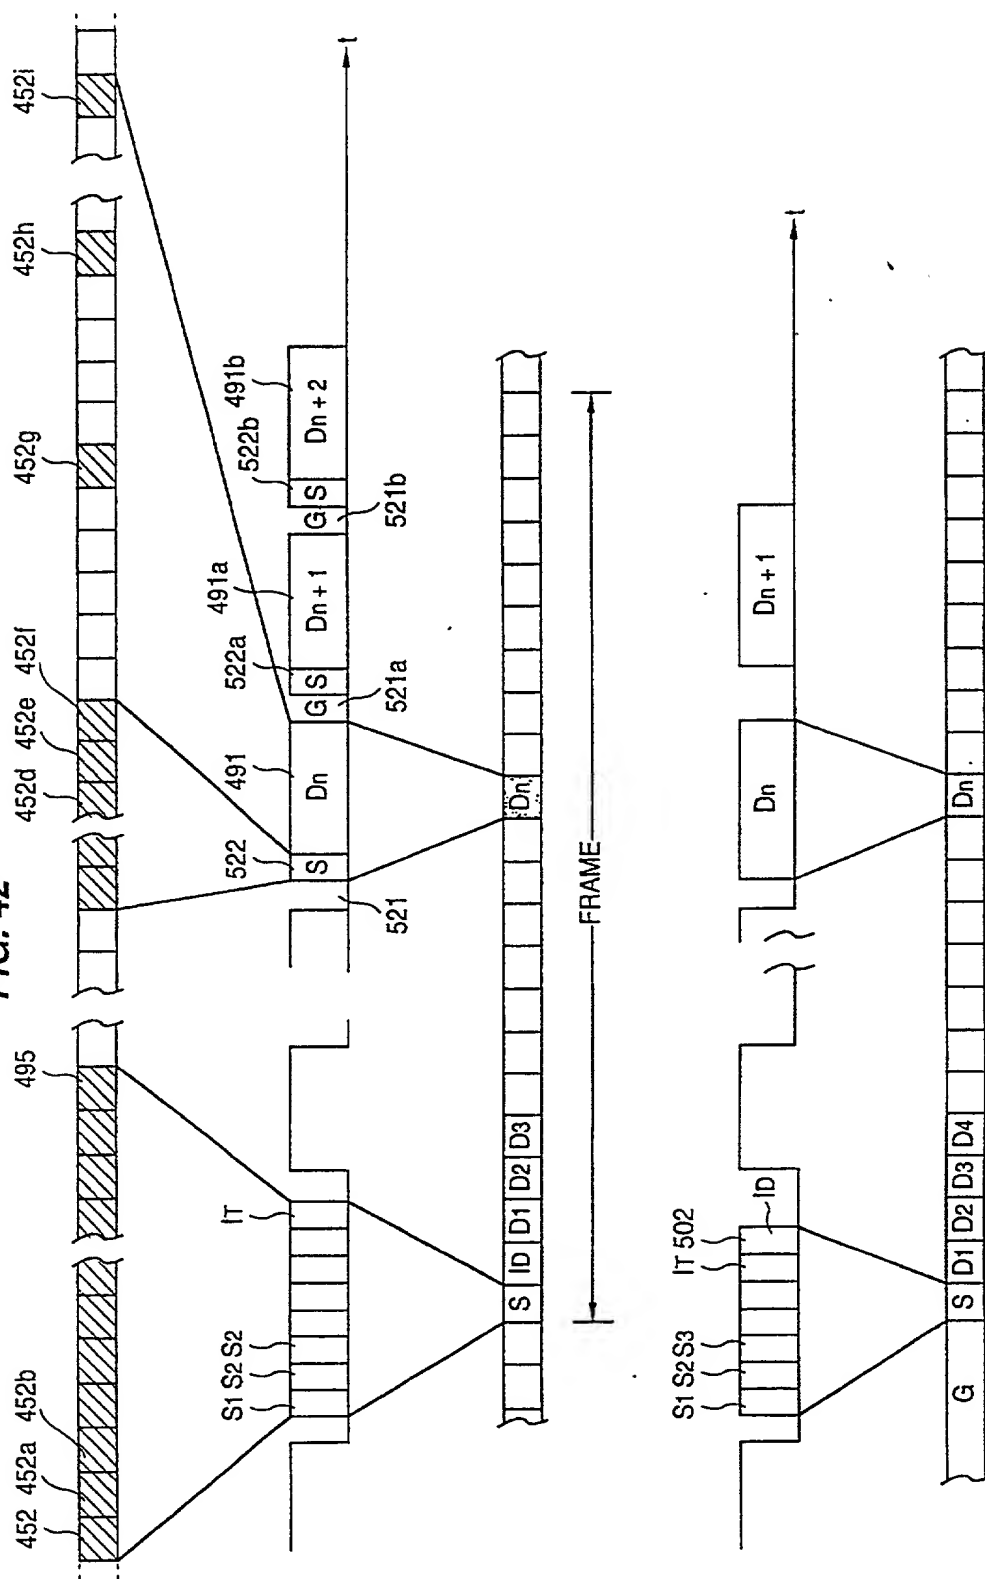 FIG. 42
452 452a 452b 495 452d 452e 452f 452g 452h 452i
S1 S2 S2 IT
521 522 S 491 Dn
G 521a 522a S 491a Dn + 1
G 521b 522b S 491b Dn + 2
t
S ID D1 D2 D3 Dn
FRAME
S1 S2 S3 IT 502 ID
Dn Dn + 1 t
G S D1 D2 D3 D4 Dn